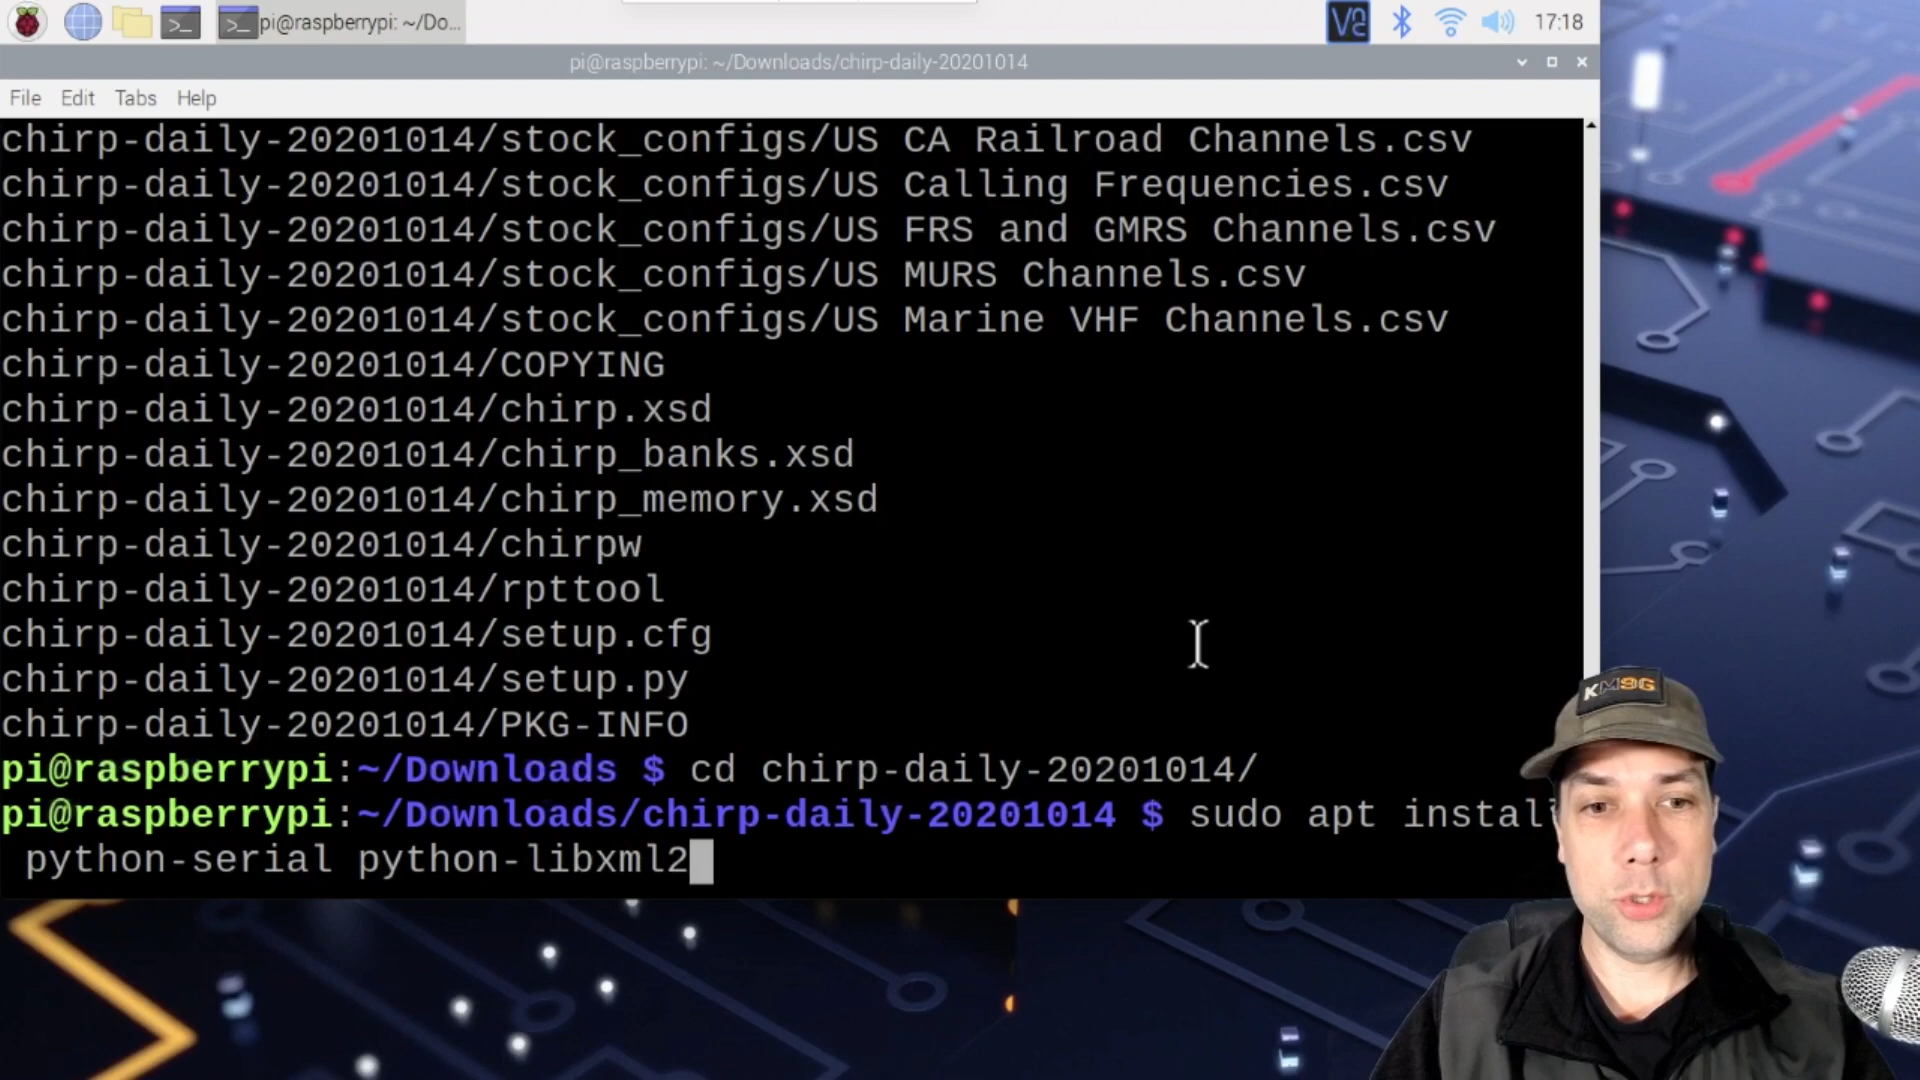 pi@raspberrypi: ~/Do...
V2
17:18
pi@raspberrypi: ~/Downloads/chirp-daily-20201014
File Edit Tabs Help
chirp-daily-20201014/stock_configs/US CA Railroad Channels.csv
chirp-daily-20201014/stock_configs/US Calling Frequencies.csv
chirp-daily-20201014/stock_configs/US FRS and GMRS Channels.csv
chirp-daily-20201014/stock_configs/US MURS Channels.csv
chirp-daily-20201014/stock_configs/US Marine VHF Channels.csv
chirp-daily-20201014/COPYING
chirp-daily-20201014/chirp.xsd
chirp-daily-20201014/chirp_banks.xsd
chirp-daily-20201014/chirp_memory.xsd
chirp-daily-20201014/chirpw
chirp-daily-20201014/rpttool
chirp-daily-20201014/setup.cfg
chirp-daily-20201014/setup.py
chirp-daily-20201014/PKG-INFO
pi@raspberrypi:~/Downloads $ cd chirp-daily-20201014/
pi@raspberrypi:~/Downloads/chirp-daily-20201014 $ sudo apt install
python-serial python-libxml2
KM9G